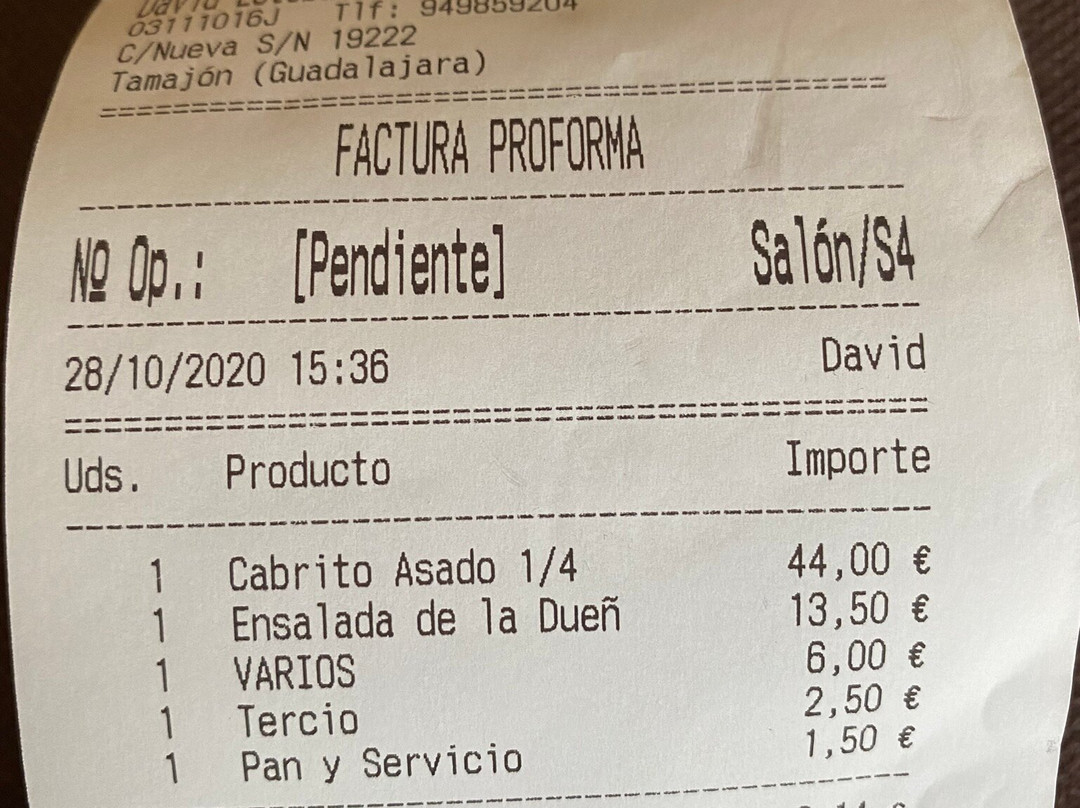 David
03111016J Tlf: 949859204
C/Nueva S/N 19222
Tamajón (Guadalajara)
FACTURA PROFORMA
Nº Op.: [Pendiente] Salón/S4
28/10/2020 15:36 David
Uds. Producto Importe
1 Cabrito Asado 1/4 44,00 €
1 Ensalada de la Dueñ 13,50 €
1 VARIOS 6,00 €
1 Tercio 2,50 €
1 Pan y Servicio 1,50 €